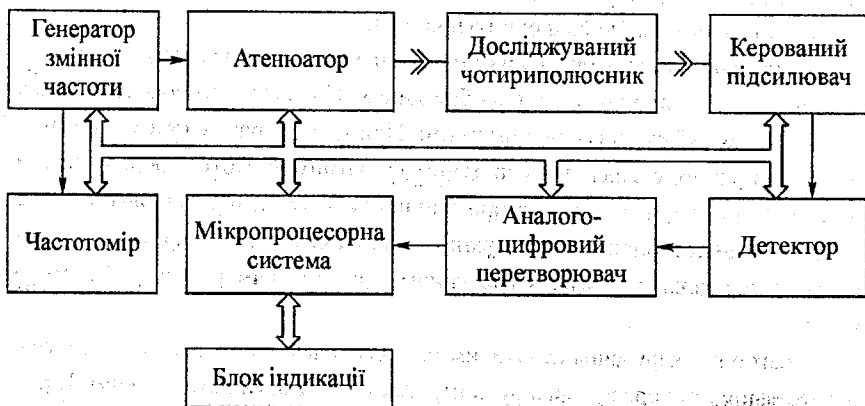 Генератор
змінної
частоти
Атенюатор
Досліджуваний
чотириполюсник
Керований
підсилювач
Частотомір
Мікропроцесорна
система
Аналого-
цифровий
перетворювач
Детектор
Блок індикації